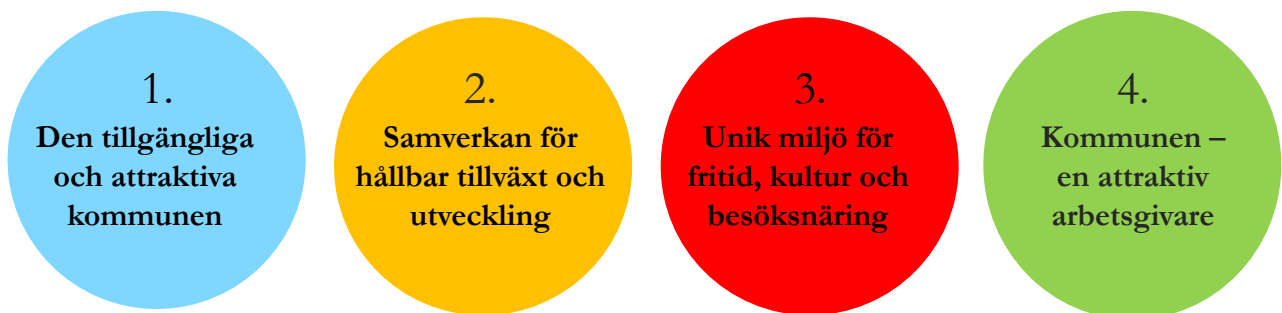 1.
Den tillgängliga
och attraktiva
kommunen
2.
Samverkan för
hållbar tillväxt och
utveckling
3.
Unik miljö för
fritid, kultur och
besöksnäring
4.
Kommunen –
en attraktiv
arbetsgivare